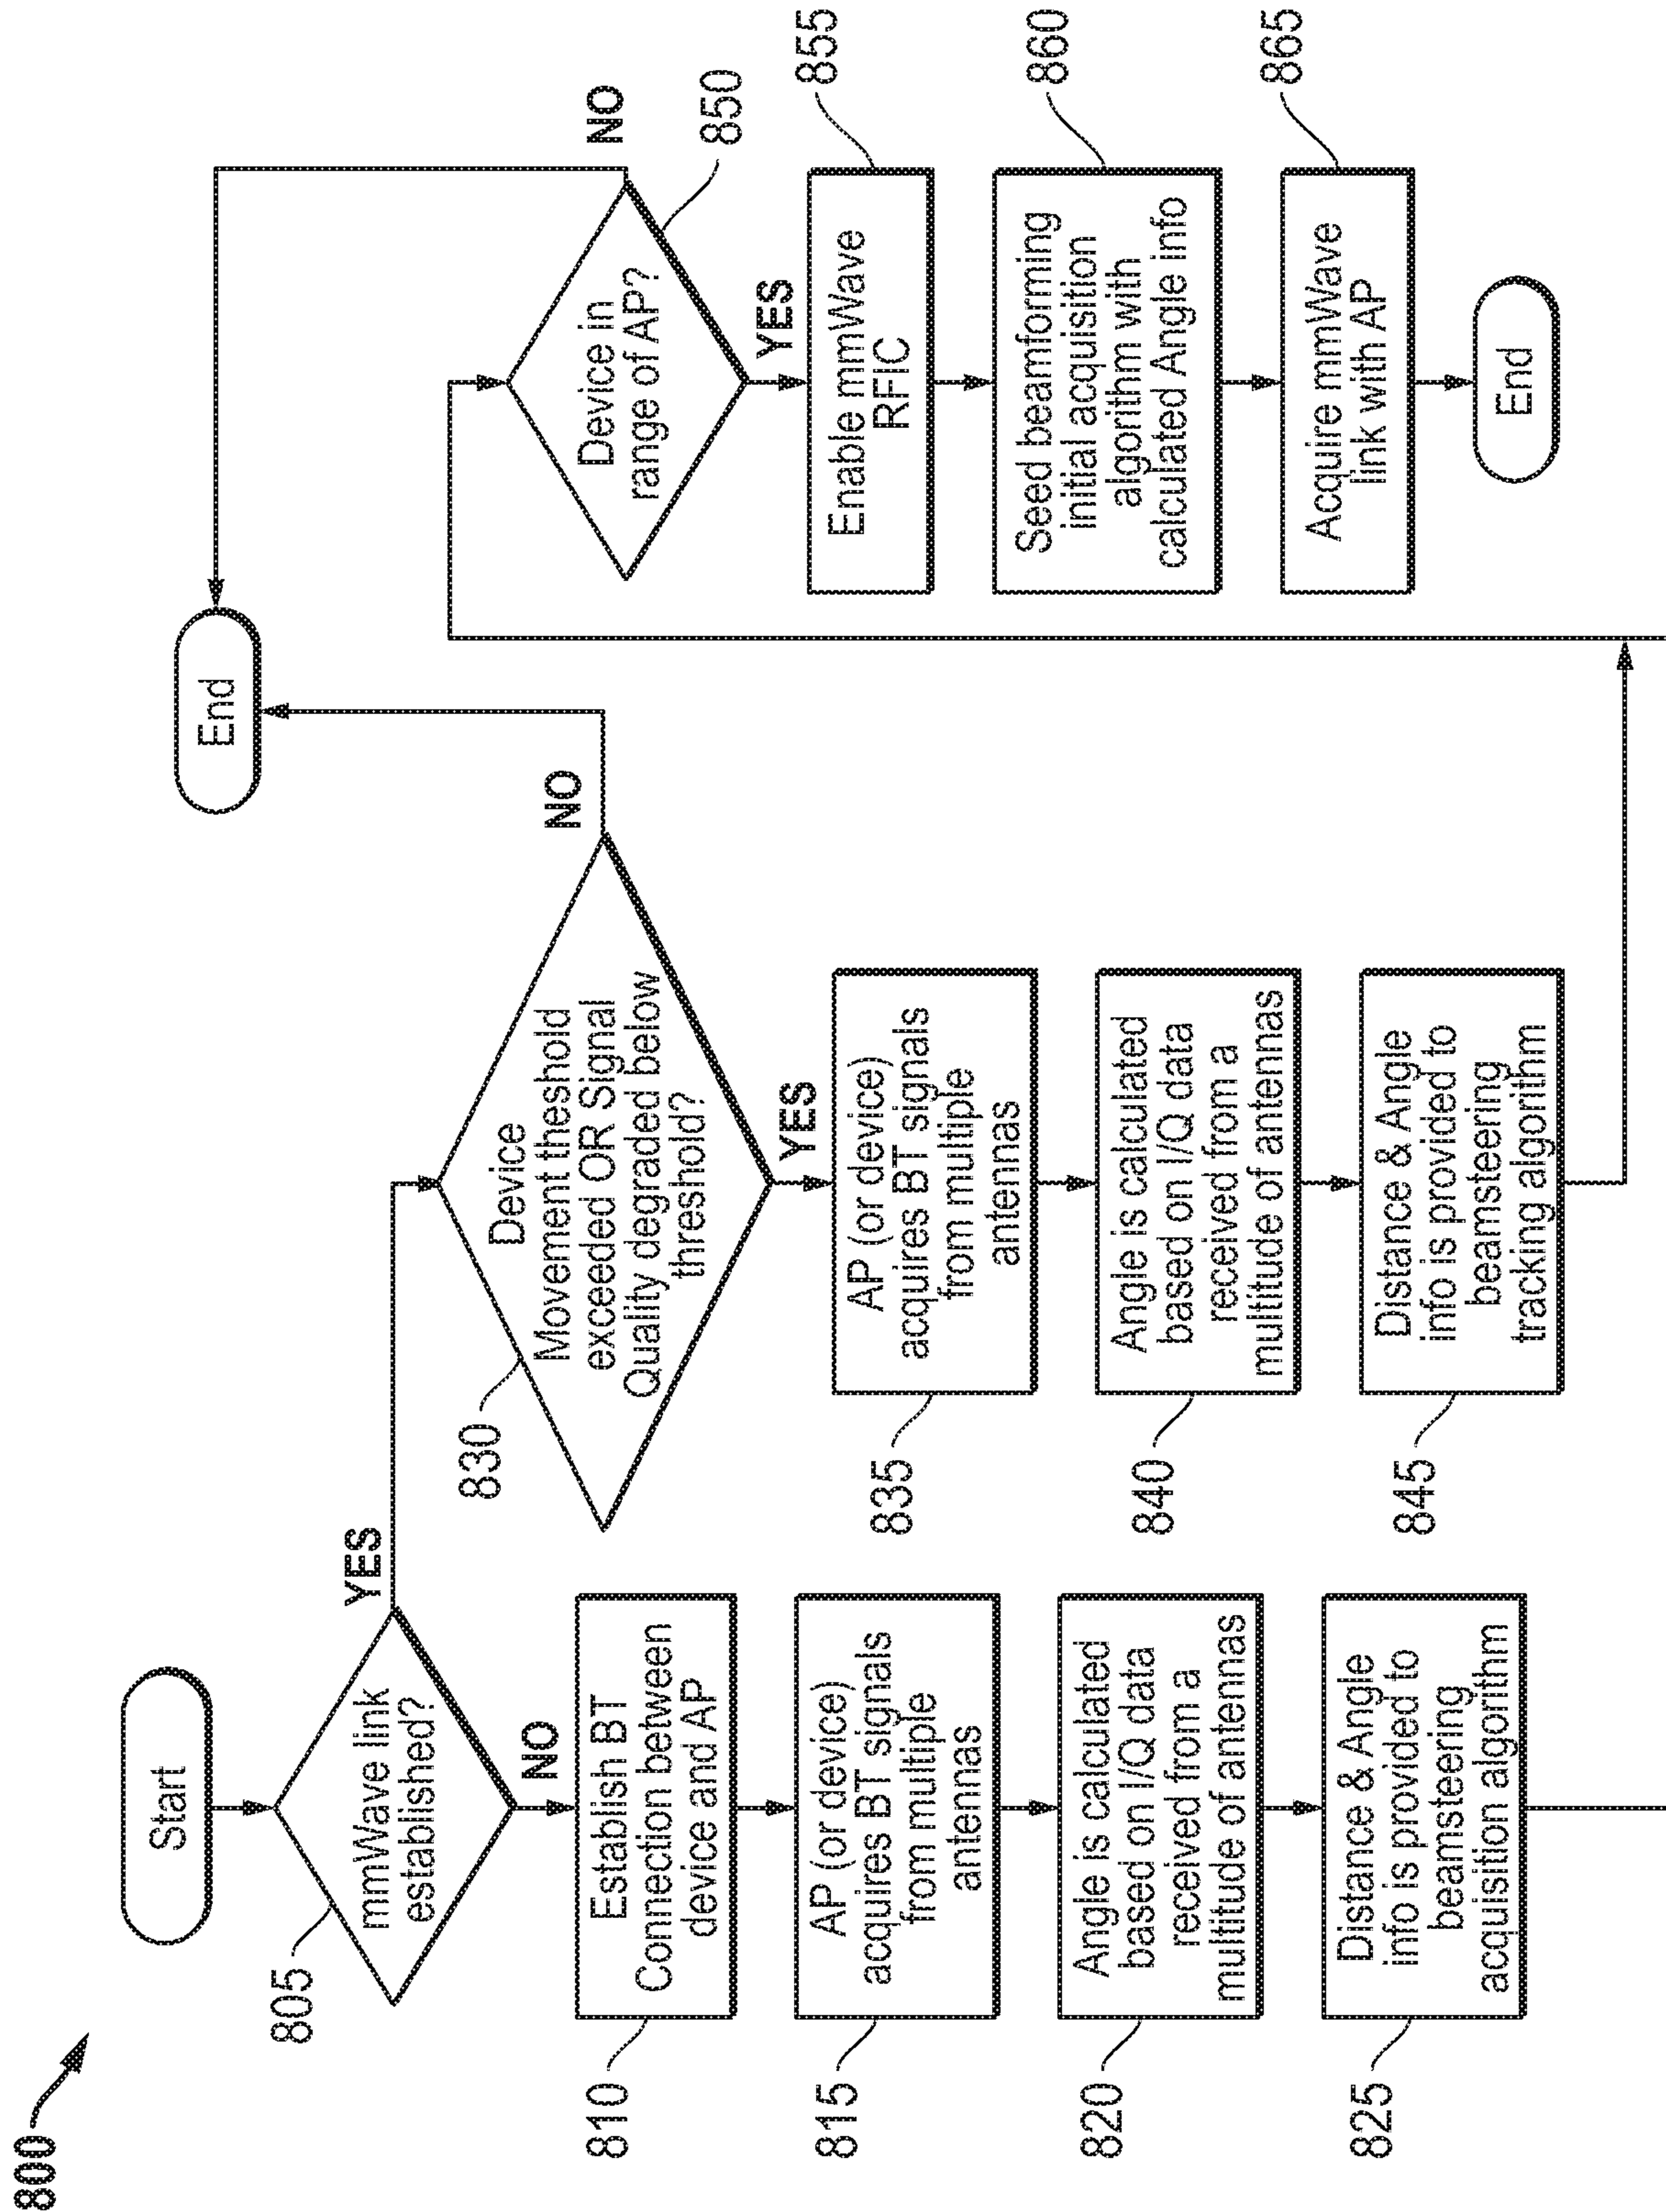 800
Start
805
mmWave link
established?
YES
NO
810
Establish BT
Connection between
device and AP
815
AP (or device)
acquires BT signals
from multiple
antennas
820
Angle is calculated
based on I/Q data
received from a
multitude of antennas
825
Distance & Angle
info is provided to
beamsteering
acquisition algorithm
830
Device
Movement theshold
exceeded OR Signal
Quality degraded below
threshold?
NO
YES
835
AP (or device)
acquires BT signals
from multiple
antennas
840
Angle is calculated
based on I/Q data
received from a
multitude of antennas
845
Distance & Angle
info is provided to
beamsteering
tracking algorithm
End
Device in
range of AP?
NO
850
YES
Enable mmWave
RFIC
855
Seed beamforming
initial acquisition
algorithm with
calculated Angle info
860
Acquire mmWave
link with AP
865
End